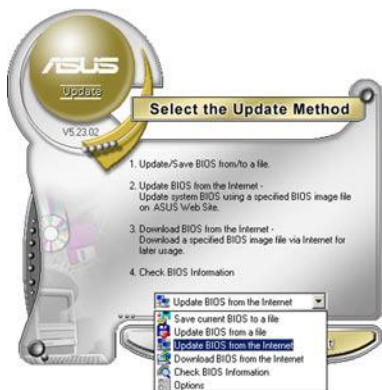 ASUS
Update
V5.23.02
Select the Update Method
1. Update/Save BIOS from/to a file.
2. Update BIOS from the Internet -
Update system BIOS using a specified BIOS image file
on ASUS Web Site.
3. Download BIOS from the Internet -
Download a specified BIOS image file via Internet for
later usage.
4. Check BIOS Information
Update BIOS from the Internet
Save current BIOS to a file
Update BIOS from a file
Update BIOS from the Internet
Download BIOS from the Internet
Check BIOS Information
Options